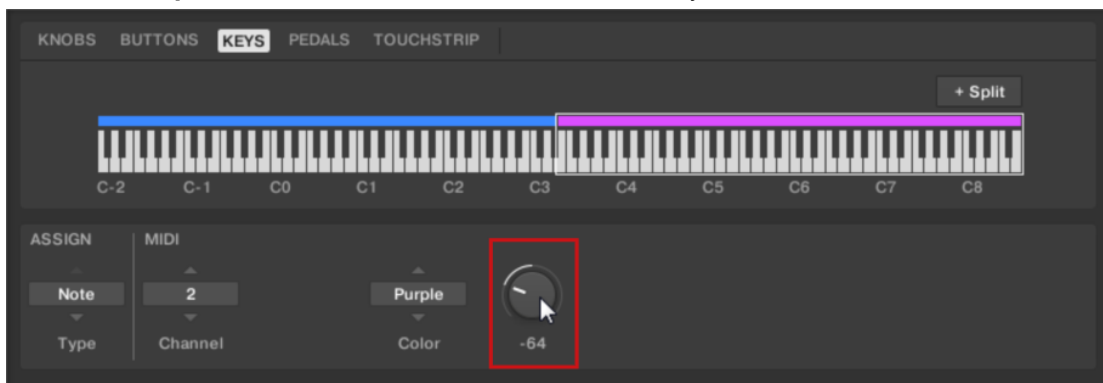 KNOBS BUTTONS KEYS PEDALS TOUCHSTRIP
+ Split
C-2 C-1 C0 C1 C2 C3 C4 C5 C6 C7 C8
ASSIGN MIDI
Note 2 Purple
Type Channel Color -64